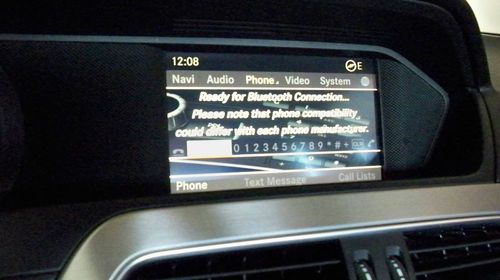 12:08 E
Navi Audio Phone Video System
Ready for Bluetooth Connection...
Please note that phone compatibility
could differ with each phone manufacturer.
0 1 2 3 4 5 6 7 8 9 * # + CLR
Phone Text Message Call Lists